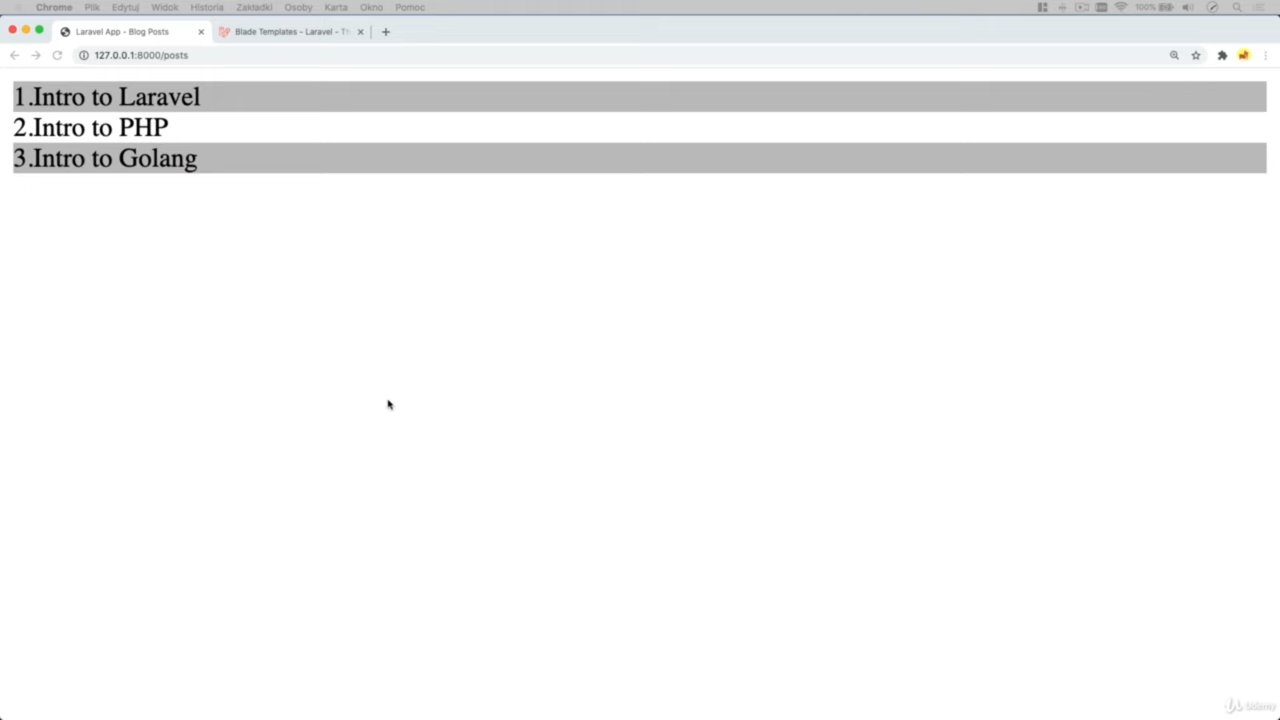 Chrome Plik Edytuj Widok Historia Zakładki Osoby Karta Okno Pomoc 100%
Laravel App - Blog Posts
Blade Templates - Laravel - Th
127.0.0.1:8000/posts
1.Intro to Laravel
2.Intro to PHP
3.Intro to Golang
Udemy